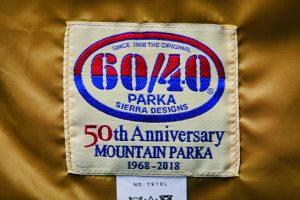 SINCE 1968 THE ORIGINAL
60/40®
PARKA
SIERRA DESIGNS
50th Anniversary
MOUNTAIN PARKA
1968-2018
NO. 7910L